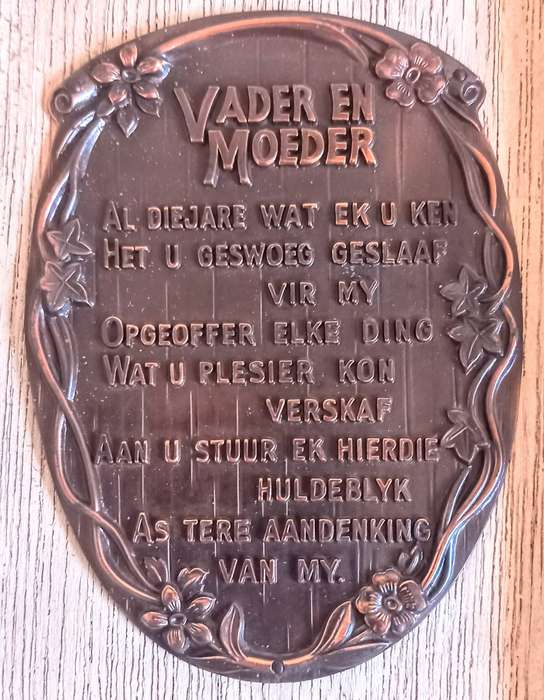 VADER EN
MOEDER
AL DIEJARE WAT EK U KEN
HET U GESWOEG GESLAAF
VIR MY
OPGEOFFER ELKE DING
WAT U PLESIER KON
VERSKAF
AAN U STUUR EK HIERDIE
HULDEBLYK
AS TERE AANDENKING
VAN MY.